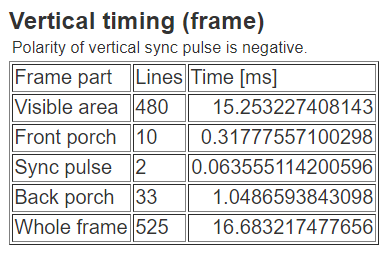 Vertical timing (frame)
Polarity of vertical sync pulse is negative.
Frame part Lines Time [ms]
Visible area 480 15.253227408143
Front porch 10 0.31777557100298
Sync pulse 2 0.063555114200596
Back porch 33 1.0486593843098
Whole frame 525 16.683217477656